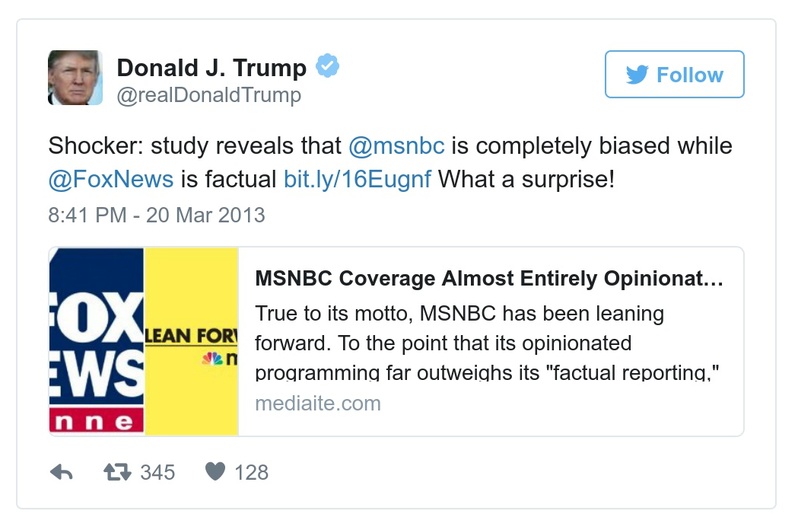 Donald J. Trump
@realDonaldTrump
Follow
Shocker: study reveals that @msnbc is completely biased while
@FoxNews is factual bit.ly/16Eugnf What a surprise!
8:41 PM - 20 Mar 2013
FOX
EWS
nne
LEAN FORW
m
MSNBC Coverage Almost Entirely Opinionat…
True to its motto, MSNBC has been leaning
forward. To the point that its opinionated
programming far outweighs its "factual reporting,"
mediaite.com
345
128